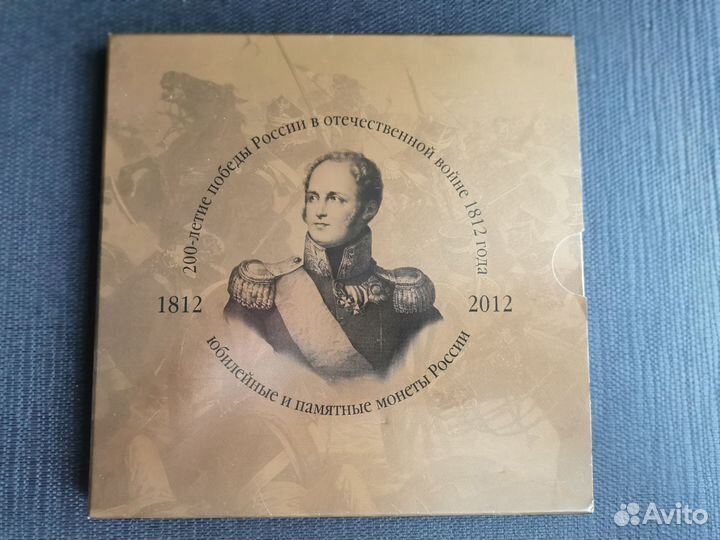 200-летие победы России в отечественной войне 1812 года
1812
2012
юбилейные и памятные монеты России
Avito